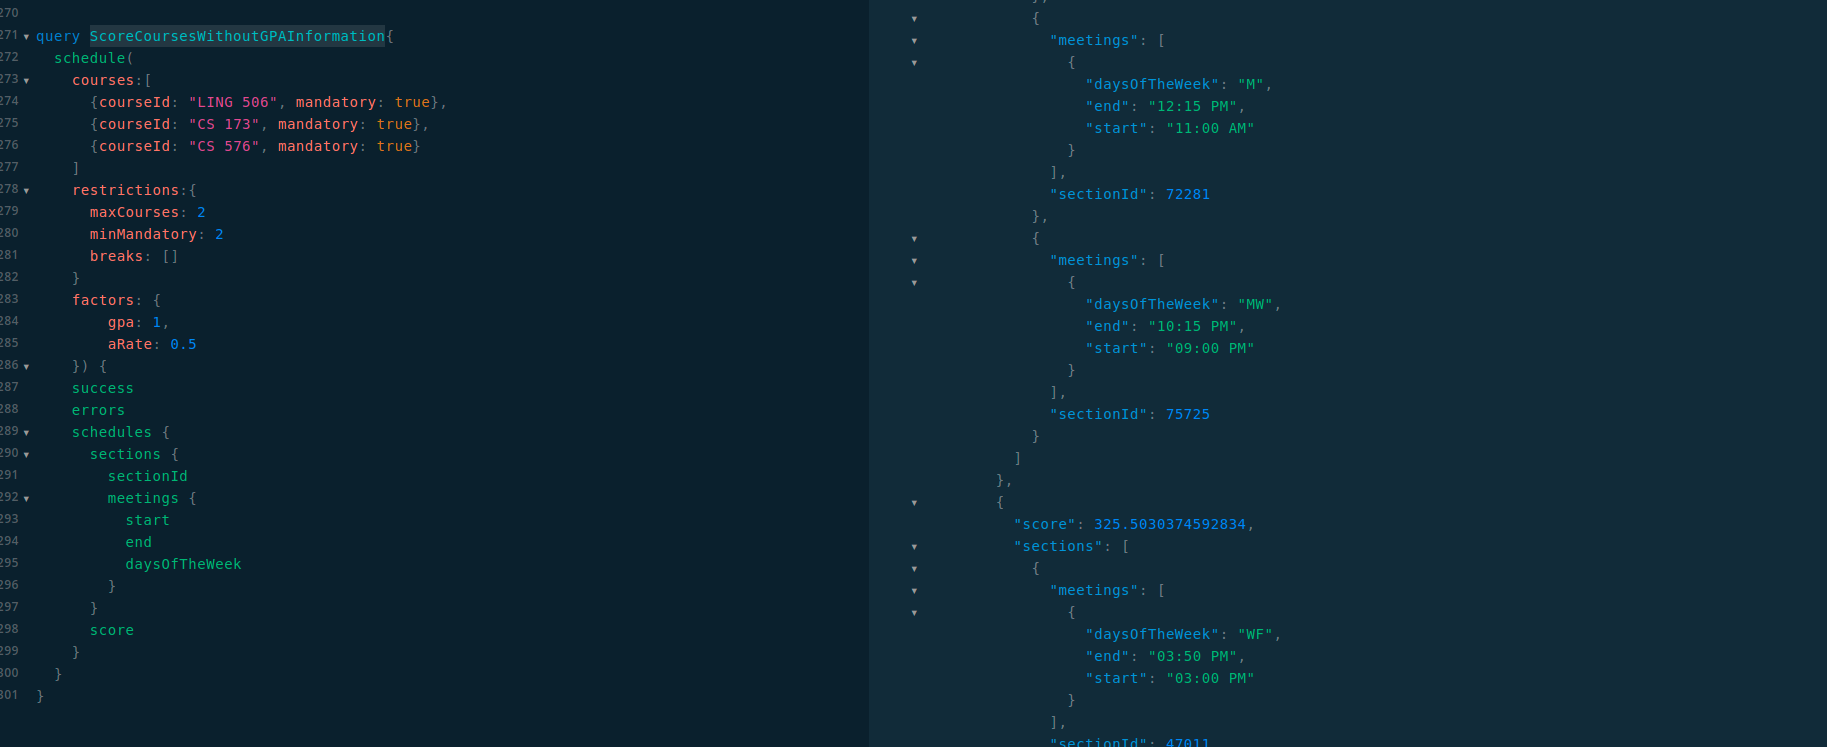 270
271 query ScoreCoursesWithoutGPAInformation{
272 schedule(
273 courses:[
274 {courseId: "LING 506", mandatory: true},
275 {courseId: "CS 173", mandatory: true},
276 {courseId: "CS 576", mandatory: true}
277 ]
278 restrictions:{
279 maxCourses: 2
280 minMandatory: 2
281 breaks: []
282 }
283 factors: {
284 gpa: 1,
285 aRate: 0.5
286 }) {
287 success
288 errors
289 schedules {
290 sections {
291 sectionId
292 meetings {
293 start
294 end
295 daysOfTheWeek
296 }
297 }
298 score
299 }
300 }
301 }
},
{
"meetings": [
{
"daysOfTheWeek": "M",
"end": "12:15 PM",
"start": "11:00 AM"
}
],
"sectionId": 72281
},
{
"meetings": [
{
"daysOfTheWeek": "MW",
"end": "10:15 PM",
"start": "09:00 PM"
}
],
"sectionId": 75725
}
]
},
{
"score": 325.5030374592834,
"sections": [
{
"meetings": [
{
"daysOfTheWeek": "WF",
"end": "03:50 PM",
"start": "03:00 PM"
}
],
"sectionId": 47011